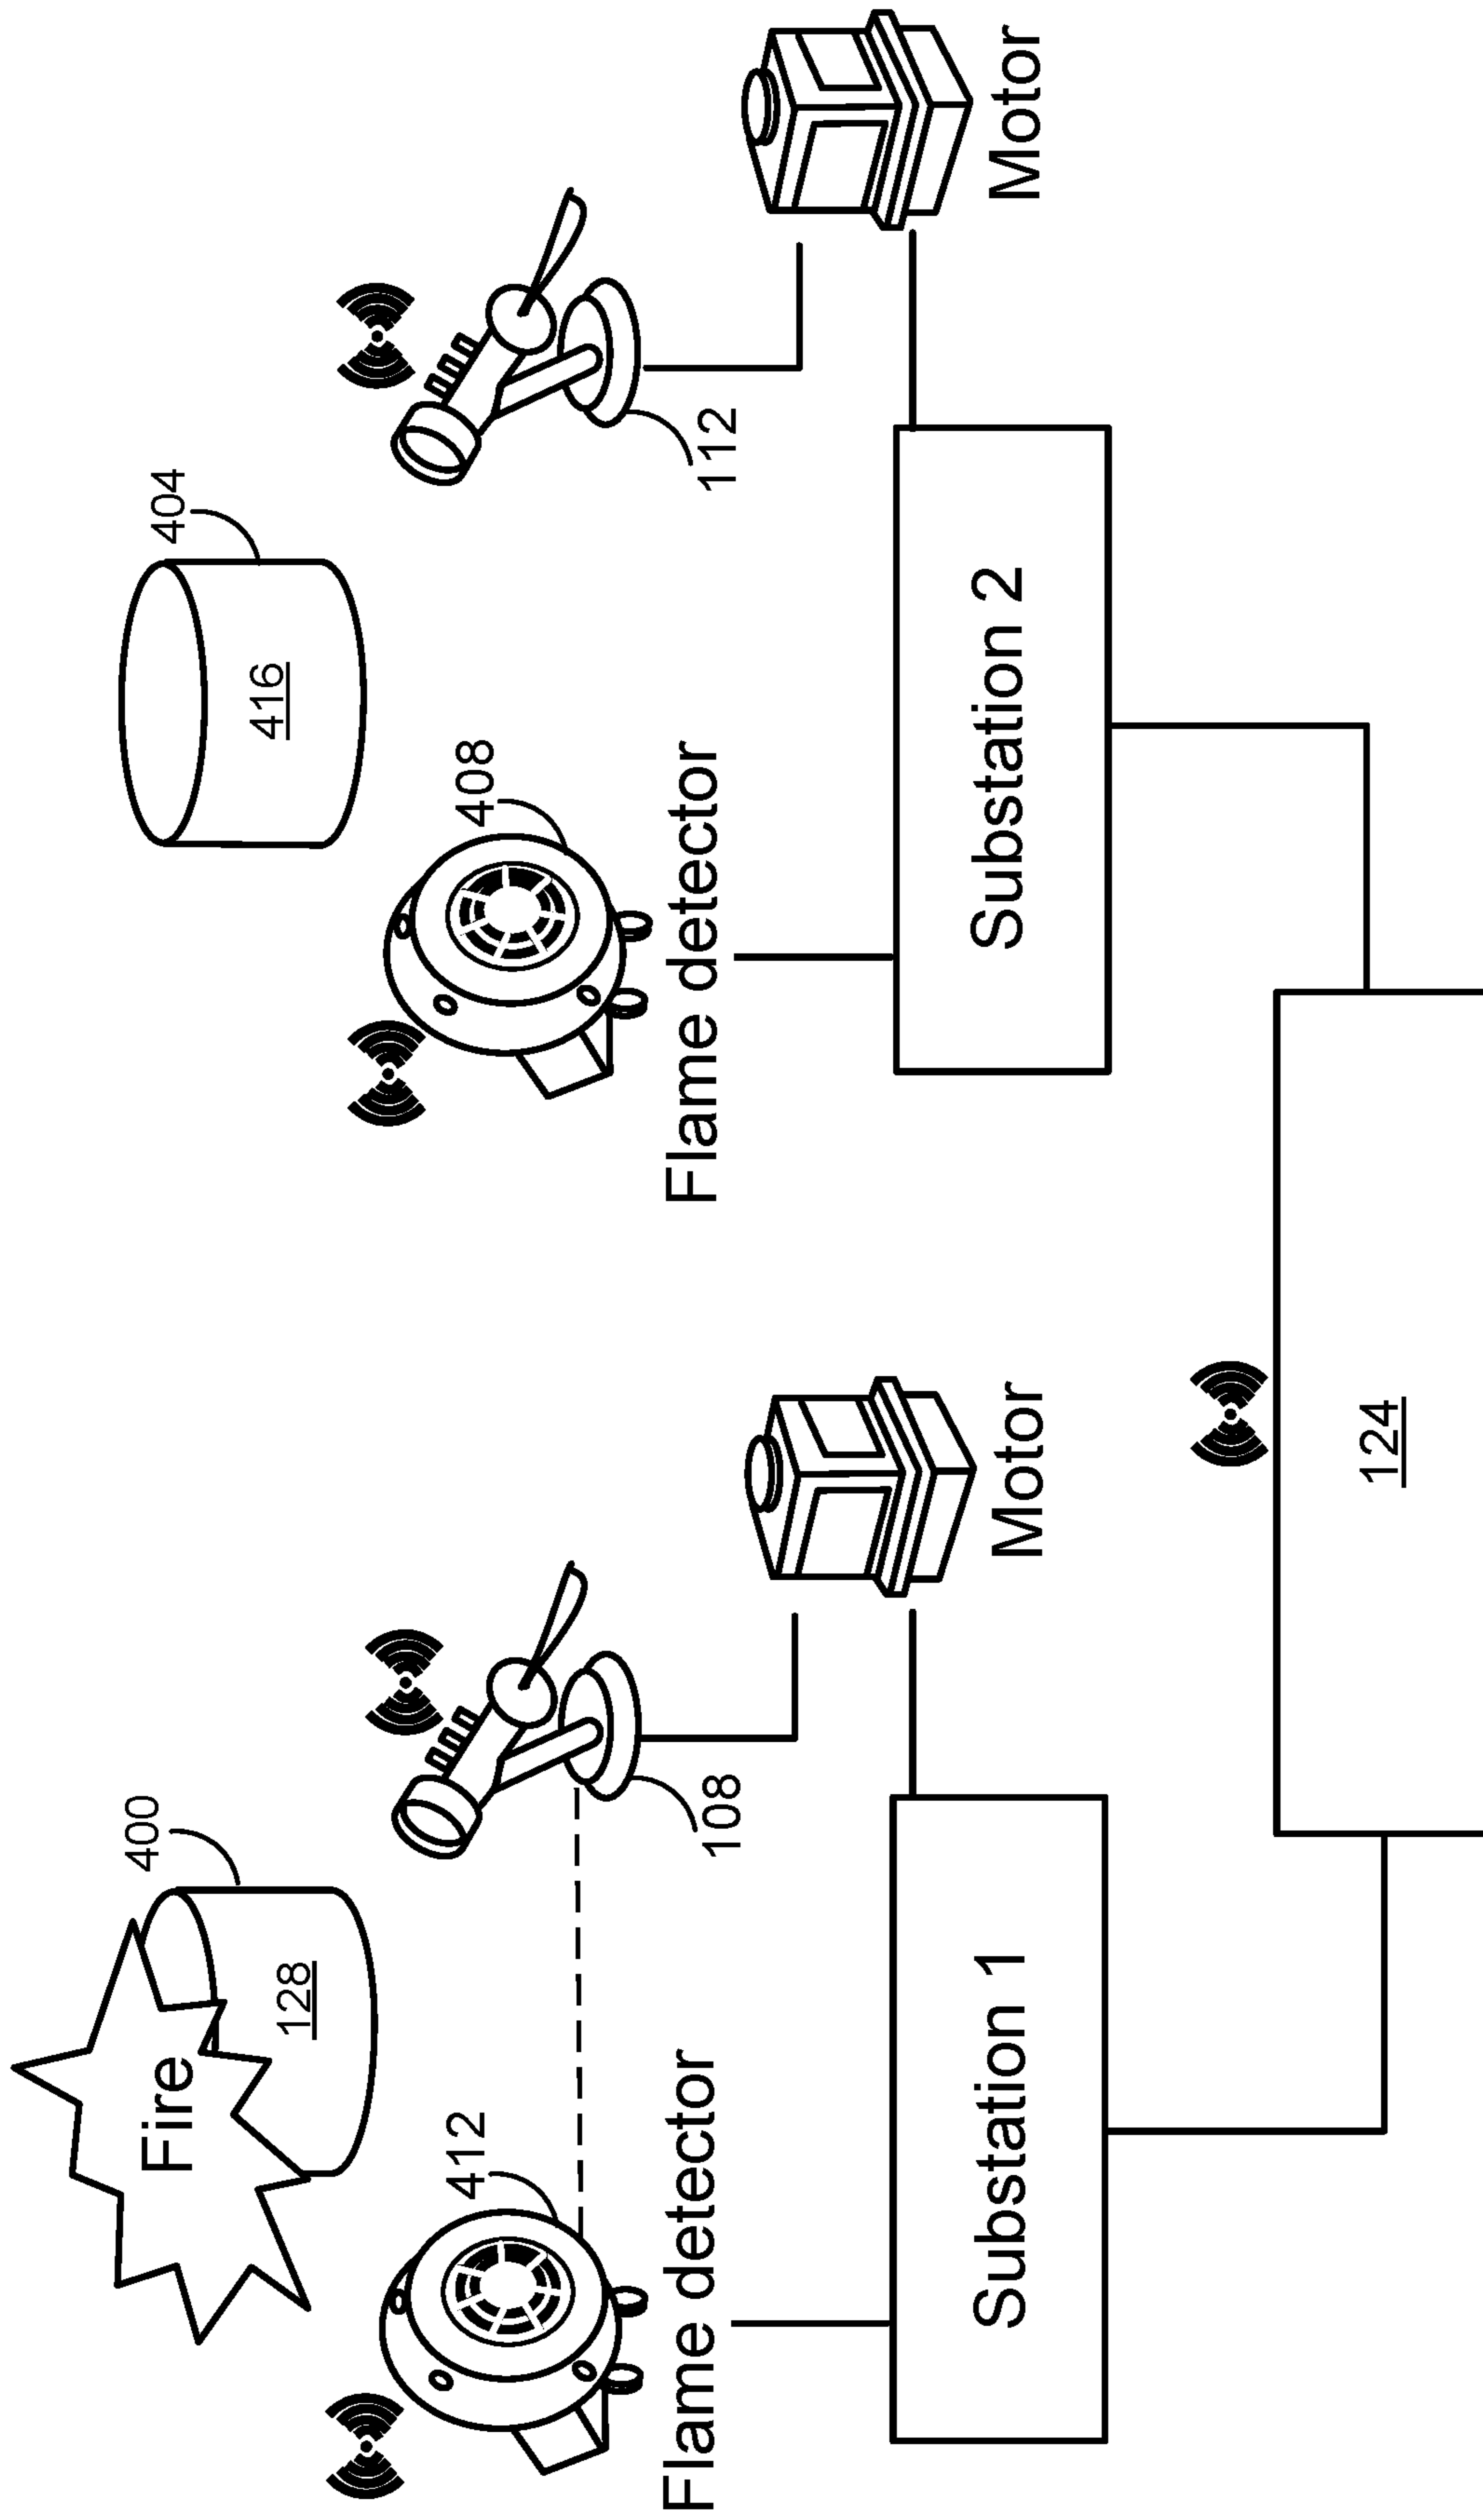 Fire
400
128
404
416
412
108
408
112
Flame detector
Motor
Flame detector
Motor
Substation 1
Substation 2
124